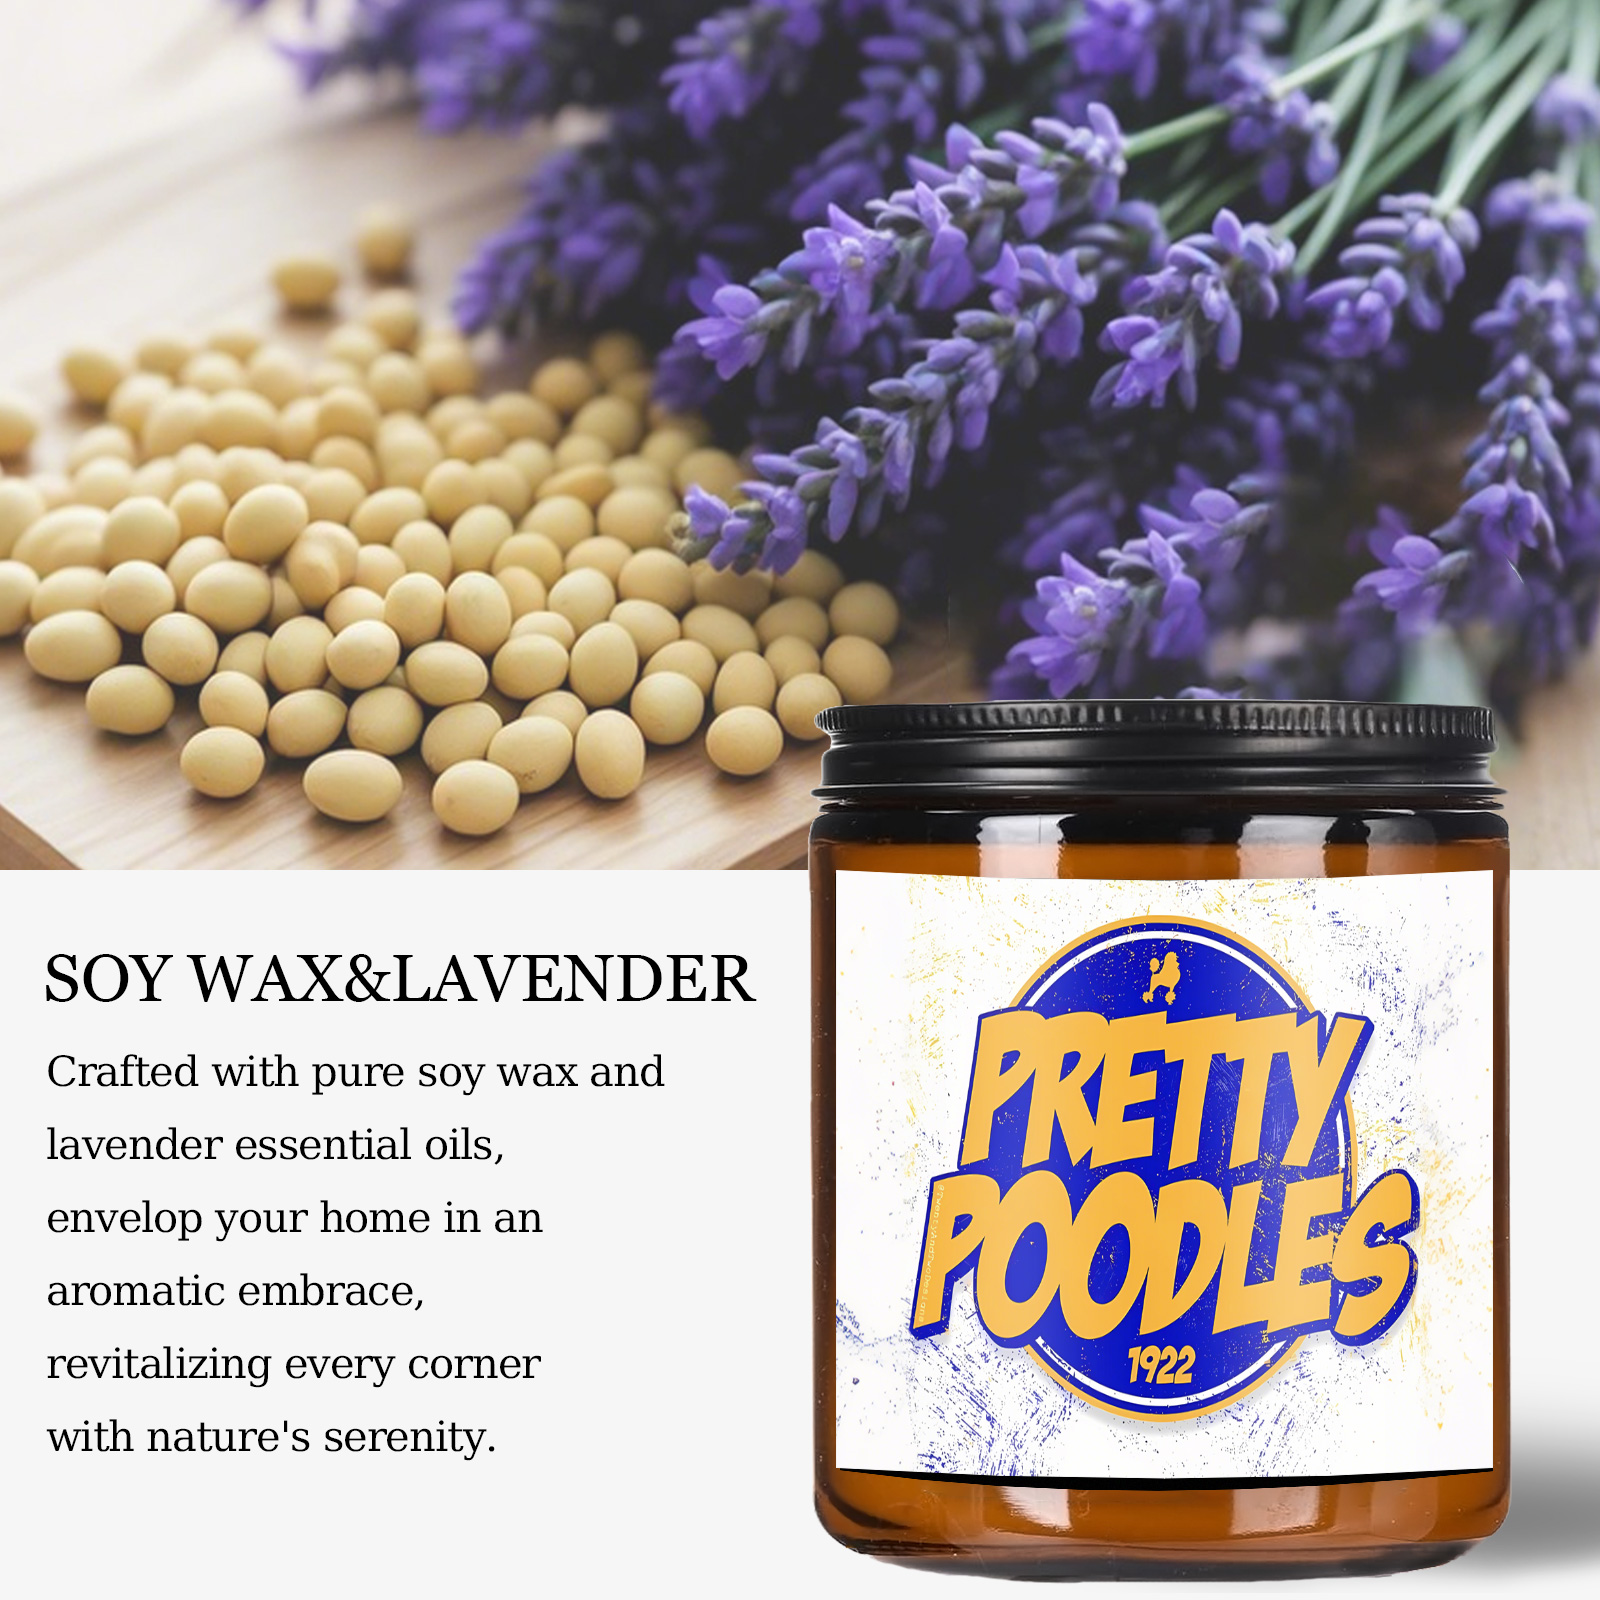 SOY WAX&LAVENDER
Crafted with pure soy wax and
lavender essential oils,
envelop your home in an
aromatic embrace,
revitalizing every corner
with nature's serenity.
PRETTY
POODLES
1922